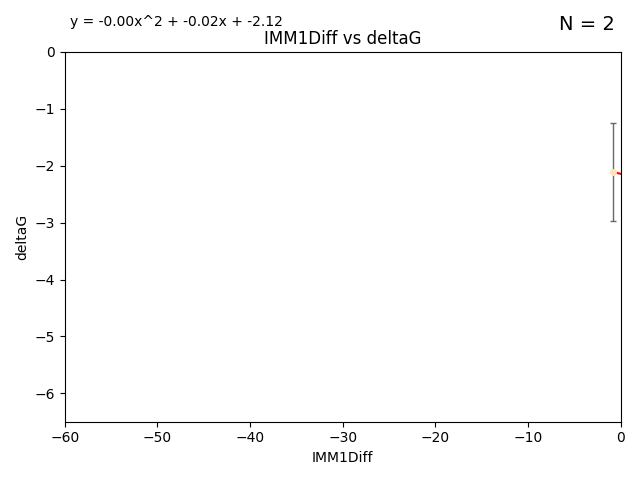 y = -0.00x^2 + -0.02x + -2.12
N = 2
IMM1Diff vs deltaG
0
−1
−2
−3
−4
−5
−6
deltaG
−60 −50 −40 −30 −20 −10 0
IMM1Diff